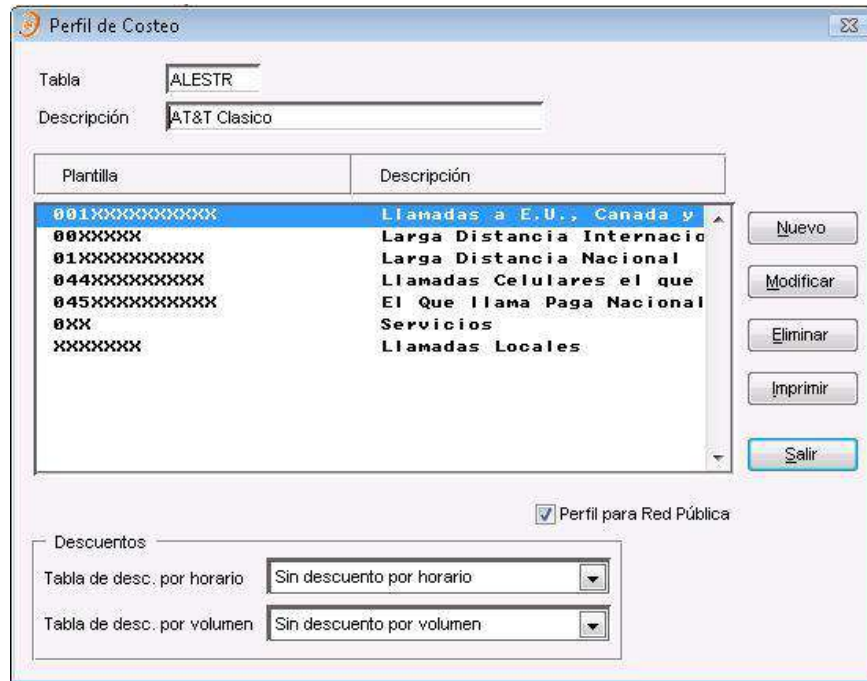 Perfil de Costeo
Tabla ALESTR
Descripción AT&T Clasico
Plantilla Descripción
001XXXXXXXXXX Llamadas a E.U., Canada y
00XXXXX Larga Distancia Internacio
01XXXXXXXXXX Larga Distancia Nacional
044XXXXXXXXXX Llamadas Celulares el que
045XXXXXXXXXX El Que llama Paga Nacional
0XX Servicios
XXXXXXX Llamadas Locales
Nuevo
Modificar
Eliminar
Imprimir
Salir
Perfil para Red Pública
Descuentos
Tabla de desc. por horario Sin descuento por horario
Tabla de desc. por volumen Sin descuento por volumen